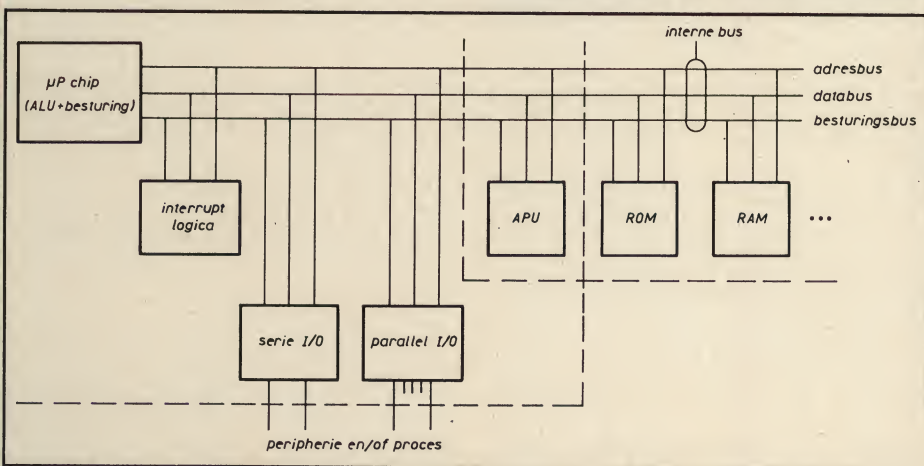 interne bus
µP chip
(ALU+besturing)
adresbus
databus
besturingsbus
interrupt
logica
APU
ROM
RAM
...
serie I/O
parallel I/O
peripherie en/of proces